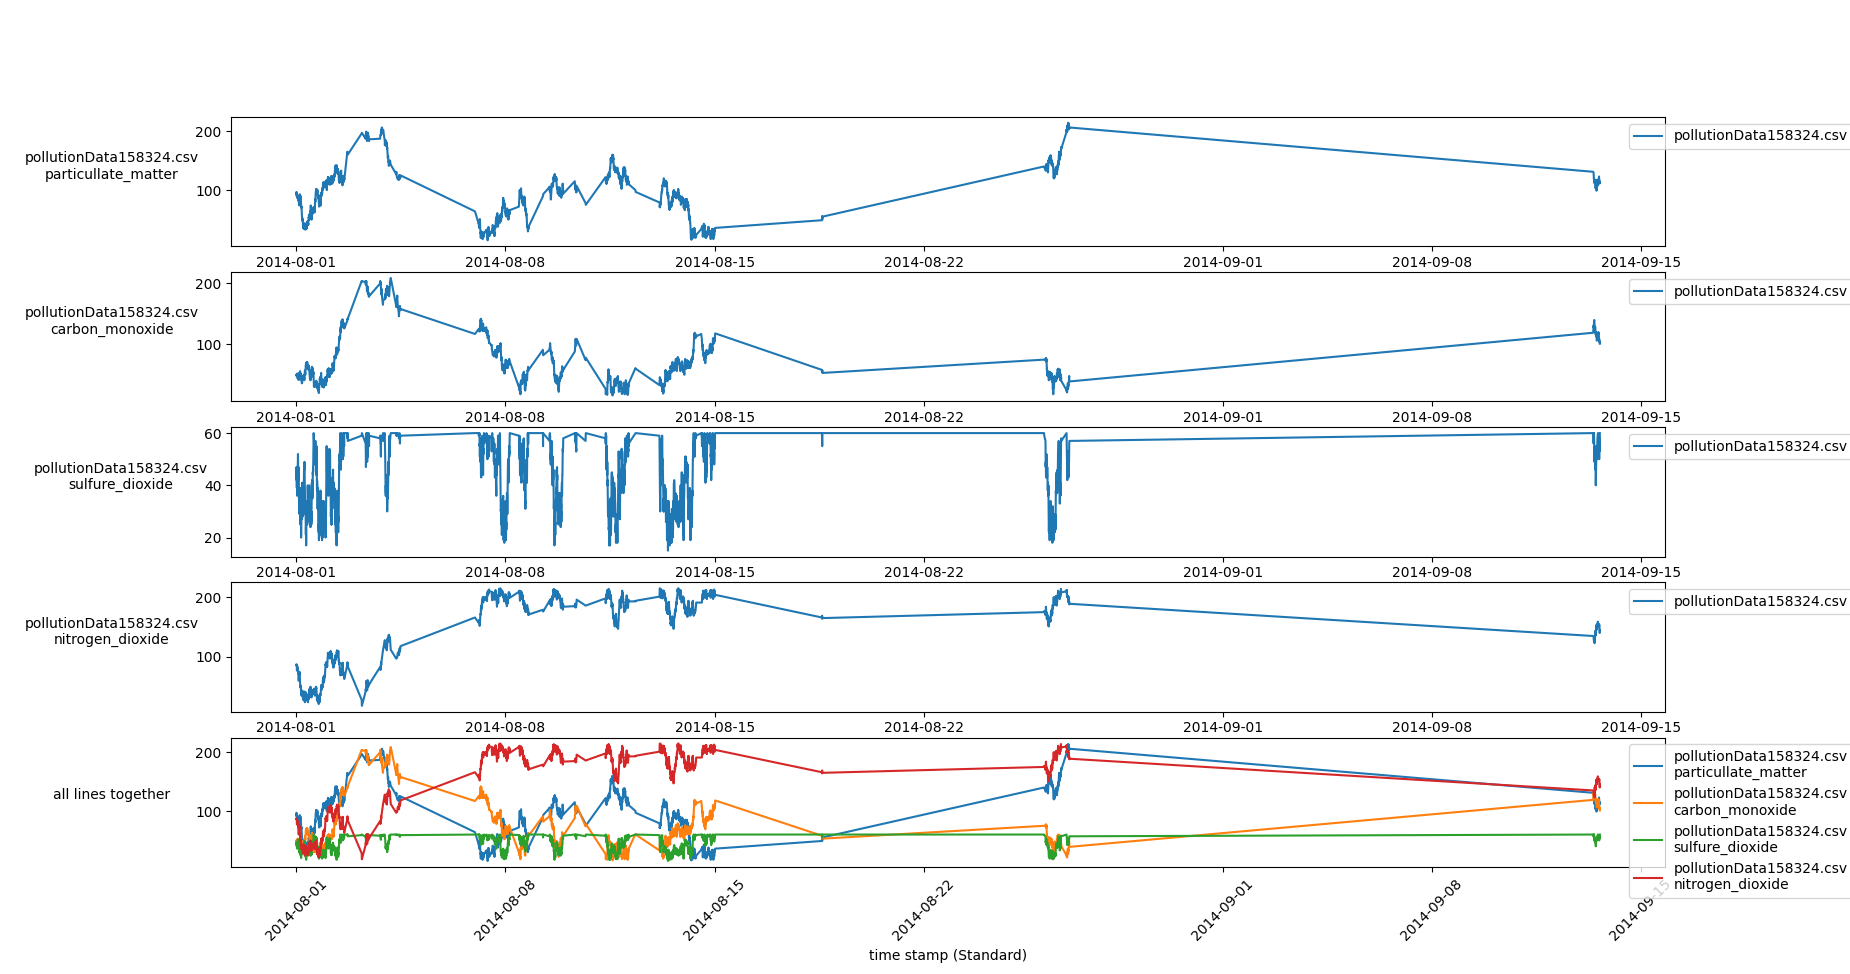 200
100
pollutionData158324.csv
particullate_matter
pollutionData158324.csv
2014-08-01 2014-08-08 2014-08-15 2014-08-22 2014-09-01 2014-09-08 2014-09-15
200
100
pollutionData158324.csv
carbon_monoxide
pollutionData158324.csv
2014-08-01 2014-08-08 2014-08-15 2014-08-22 2014-09-01 2014-09-08 2014-09-15
60
40
20
pollutionData158324.csv
sulfure_dioxide
pollutionData158324.csv
2014-08-01 2014-08-08 2014-08-15 2014-08-22 2014-09-01 2014-09-08 2014-09-15
200
100
pollutionData158324.csv
nitrogen_dioxide
pollutionData158324.csv
2014-08-01 2014-08-08 2014-08-15 2014-08-22 2014-09-01 2014-09-08 2014-09-15
200
100
all lines together
pollutionData158324.csv
particullate_matter
pollutionData158324.csv
carbon_monoxide
pollutionData158324.csv
sulfure_dioxide
pollutionData158324.csv
nitrogen_dioxide
2014-08-01 2014-08-08 2014-08-15 2014-08-22 2014-09-01 2014-09-08 2014-09-15
time stamp (Standard)